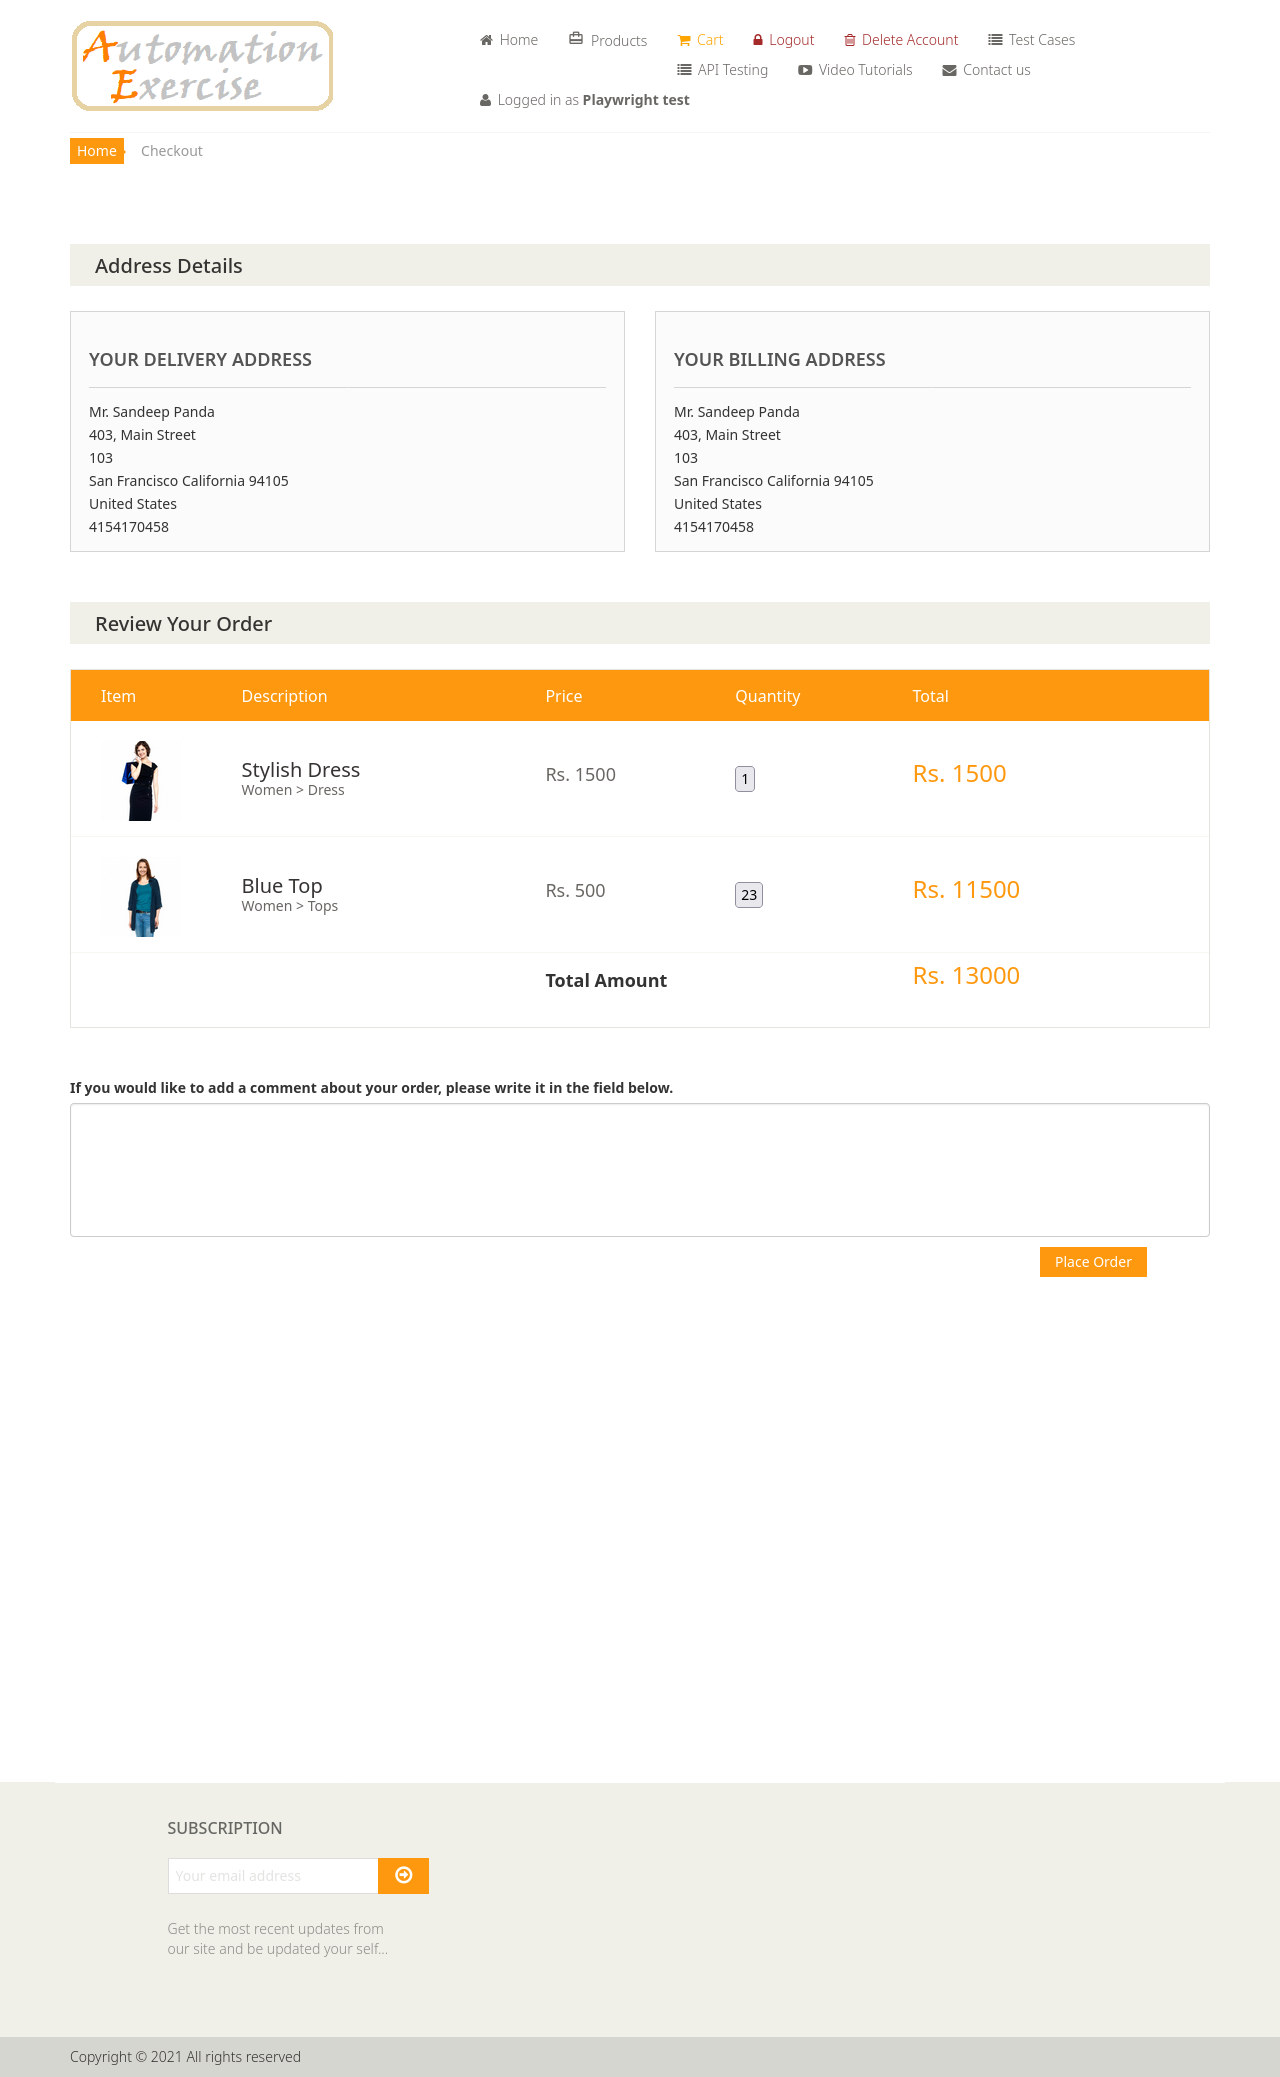 Automation
Exercise
Home Products Cart Logout Delete Account Test Cases
API Testing Video Tutorials Contact us
Logged in as Playwright test
Home Checkout
Address Details
YOUR DELIVERY ADDRESS
Mr. Sandeep Panda
403, Main Street
103
San Francisco California 94105
United States
4154170458
YOUR BILLING ADDRESS
Mr. Sandeep Panda
403, Main Street
103
San Francisco California 94105
United States
4154170458
Review Your Order
Item Description Price Quantity Total
Stylish Dress
Women > Dress
Rs. 1500
1
Rs. 1500
Blue Top
Women > Tops
Rs. 500
23
Rs. 11500
Total Amount Rs. 13000
If you would like to add a comment about your order, please write it in the field below.
Place Order
SUBSCRIPTION
Your email address
Get the most recent updates from
our site and be updated your self...
Copyright © 2021 All rights reserved